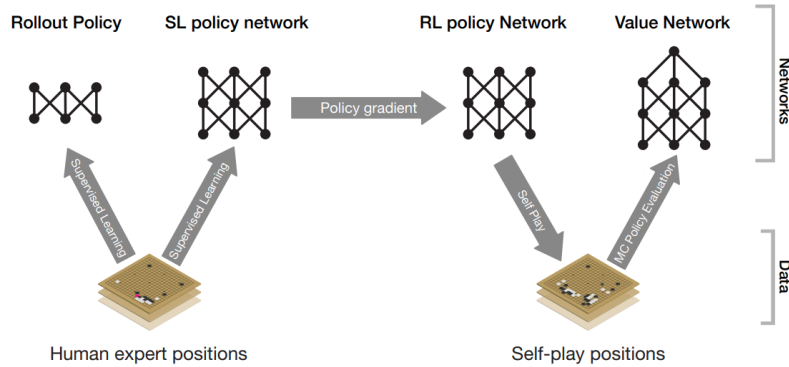 Rollout Policy
SL policy network
RL policy Network
Value Network
Policy gradient
Networks
Supervised Learning
Supervised Learning
Self Play
MC Policy Evaluation
Data
Human expert positions
Self-play positions